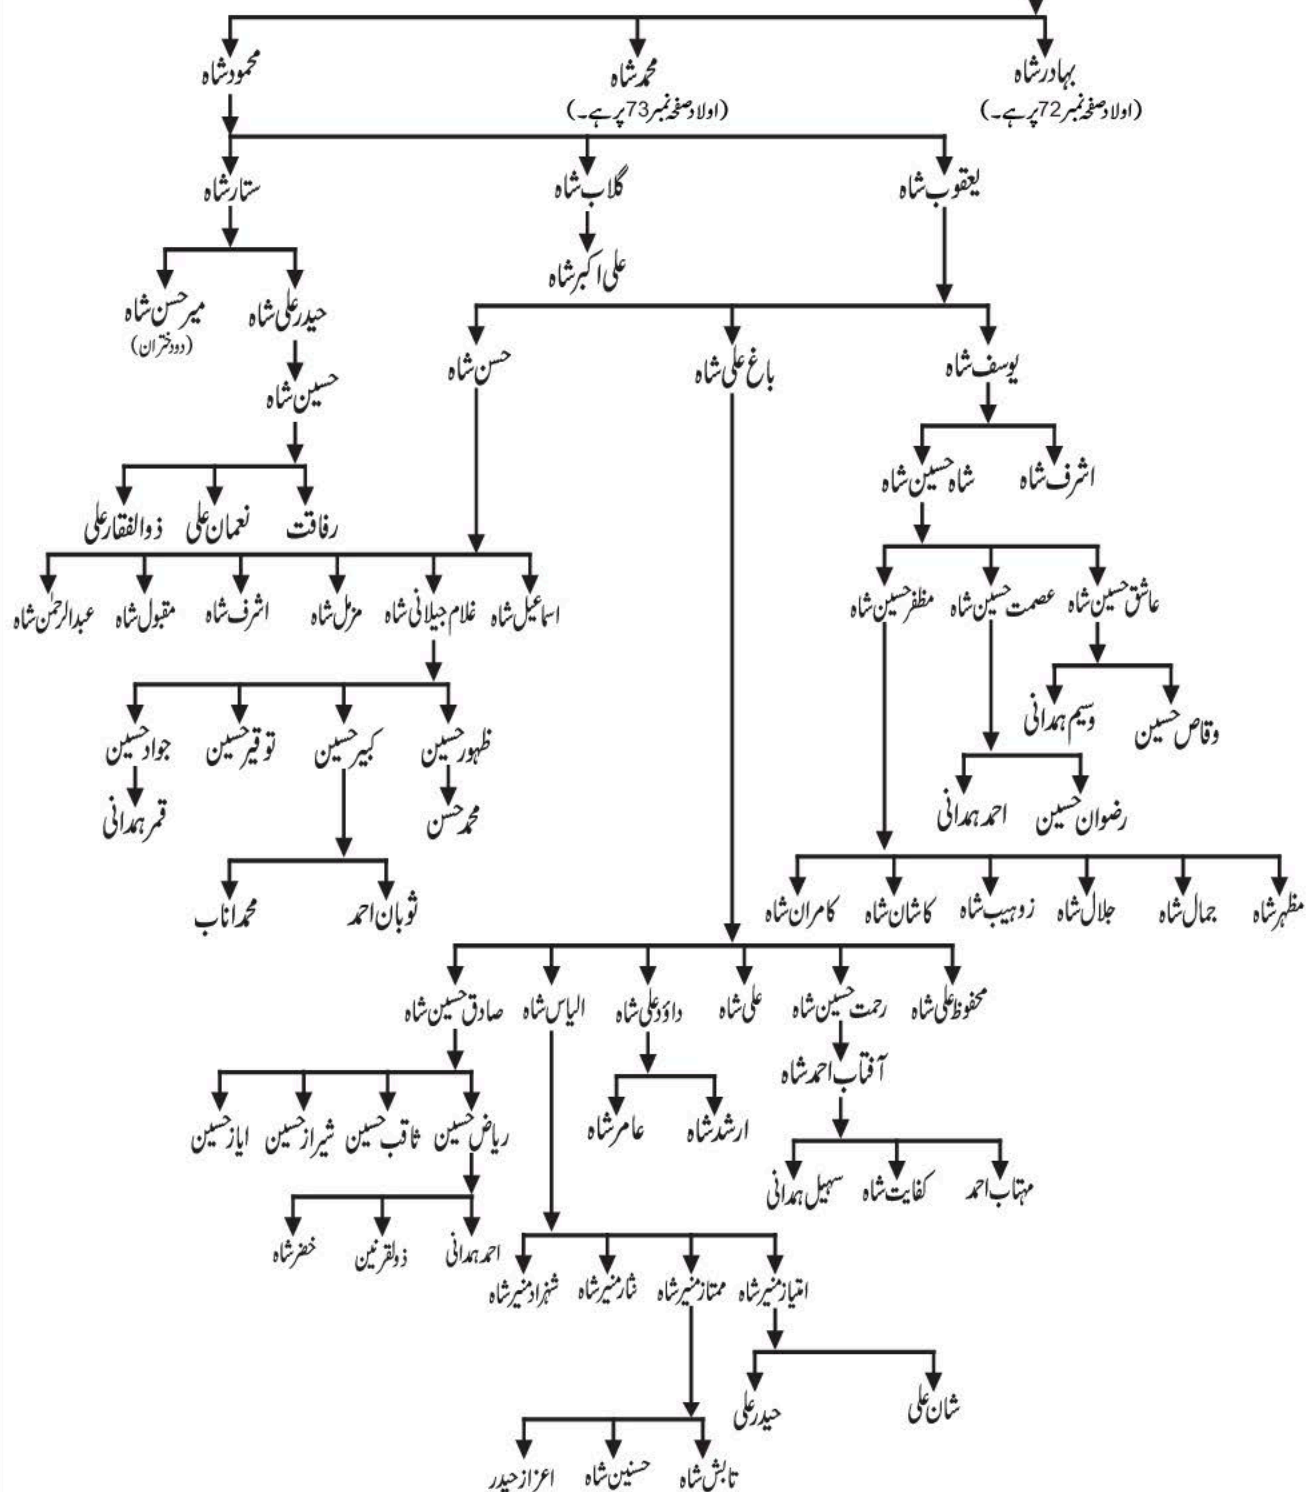 بہادر شاہ محمد شاہ محمود شاہ
(اولاد صفحہ نمبر 72 پر ہے۔) (اولاد صفحہ نمبر 73 پر ہے۔)
یعقوب شاہ گلاب شاہ ستار شاہ
علی اکبر شاہ
حیدر علی شاہ میر حسن شاہ
(دو دختران)
یوسف شاہ باغ علی شاہ حسن شاہ
حسین شاہ
اشرف شاہ شاہ حسین شاہ
رفاقت نعمان علی ذوالفقار علی
عاشق حسین شاہ عصمت حسین شاہ مظفر حسین شاہ
اسماعیل شاہ غلام جیلانی شاہ مزمل شاہ اشرف شاہ مقبول شاہ عبدالرحمٰن شاہ
وقاص حسین وسیم ہمدانی
ظہور حسین کبیر حسین توقیر حسین جواد حسین
رضوان حسین احمد ہمدانی
محمد حسن قمر ہمدانی
مظہر شاہ جمال شاہ جلال شاہ زوہیب شاہ کاشان شاہ کامران شاہ
ثوبان احمد محمد اناب
محفوظ علی شاہ رحمت حسین شاہ علی شاہ داؤد علی شاہ الیاس شاہ صادق حسین شاہ
آفتاب احمد شاہ
ارشد شاہ عامر شاہ
ریاض حسین ثاقب حسین شیراز حسین ایاز حسین
مہتاب احمد کفایت شاہ سہیل ہمدانی
احمد ہمدانی ذولقرنین خضر شاہ
امتیاز منیر شاہ ممتاز منیر شاہ نثار منیر شاہ شہزاد منیر شاہ
شان علی حیدر علی
تابش شاہ حسنین شاہ اعزاز حیدر